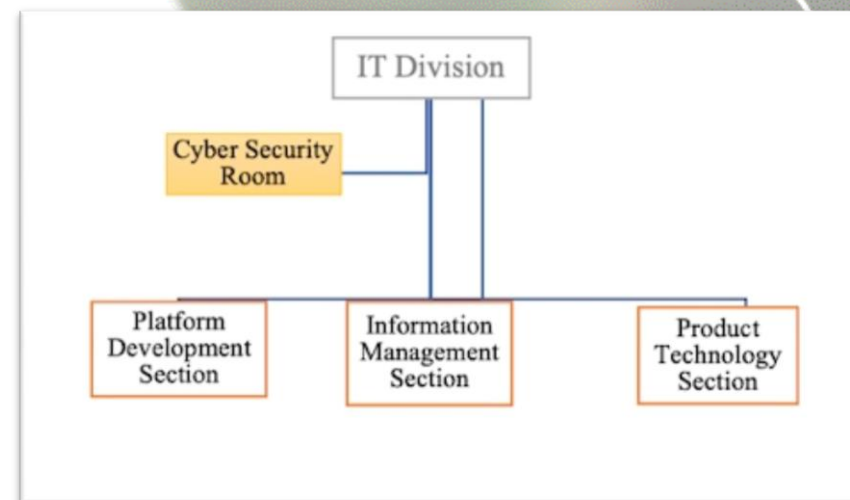 IT Division
Cyber Security
Room
Platform
Development
Section
Information
Management
Section
Product
Technology
Section